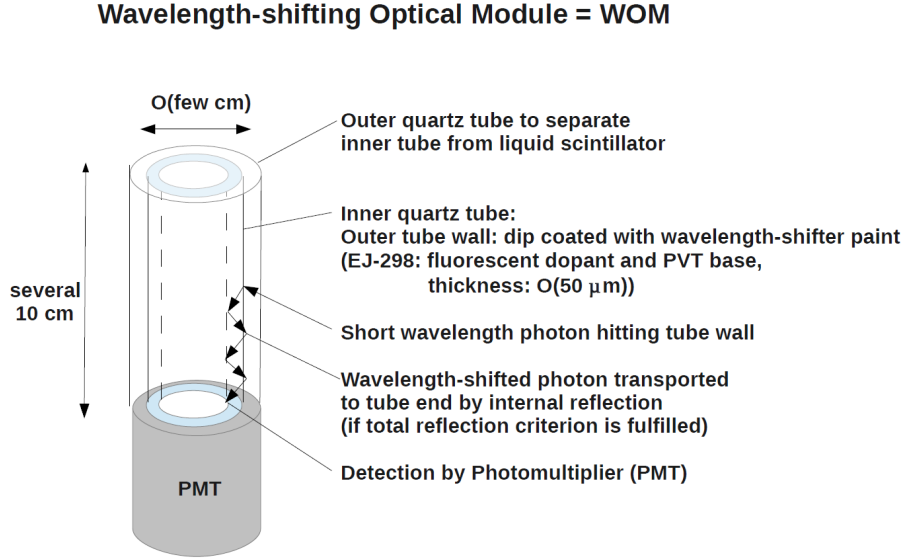 Wavelength-shifting Optical Module = WOM
O(few cm)
Outer quartz tube to separate
inner tube from liquid scintillator
Inner quartz tube:
Outer tube wall: dip coated with wavelength-shifter paint
(EJ-298: fluorescent dopant and PVT base,
thickness: O(50 μm))
several
10 cm
Short wavelength photon hitting tube wall
Wavelength-shifted photon transported
to tube end by internal reflection
(if total reflection criterion is fulfilled)
Detection by Photomultiplier (PMT)
PMT